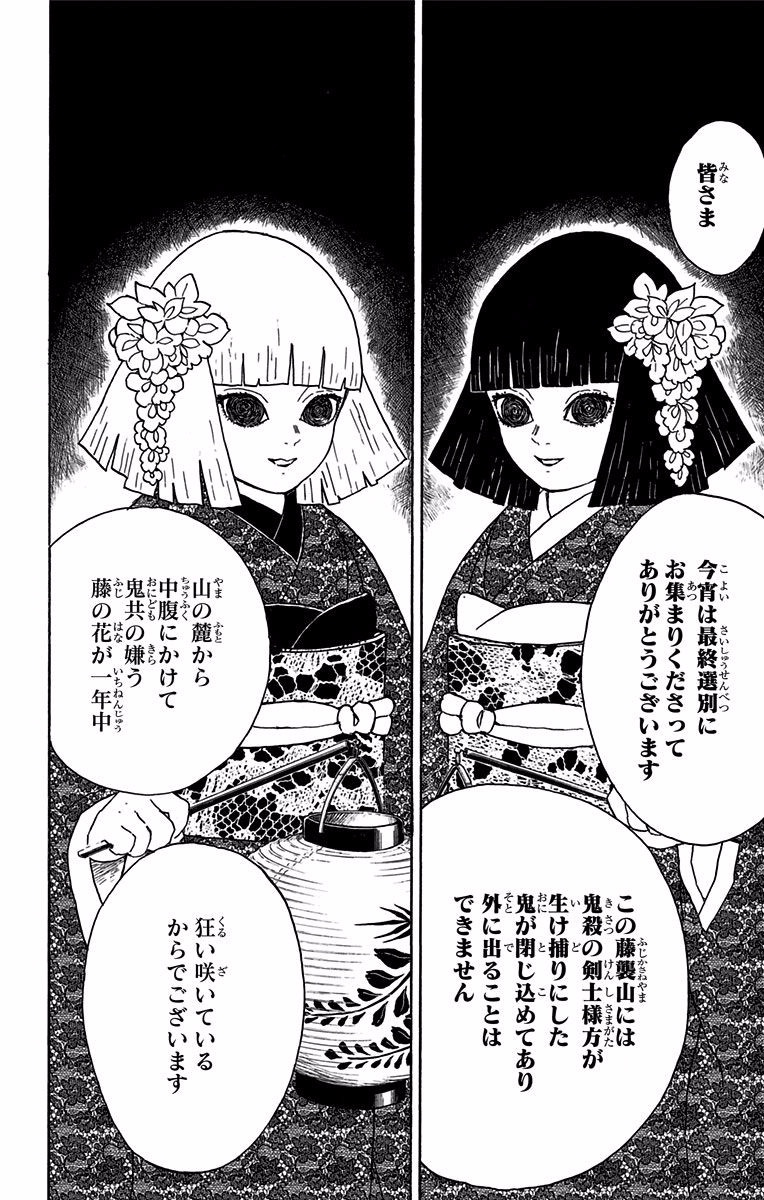 皆さま
今宵は最終選別に
お集まりくださって
ありがとうございます
この藤襲山には
鬼殺の剣士様方が
生け捕りにした
鬼が閉じ込めてあり
外に出ることは
できません
山の麓から
中腹にかけて
鬼共の嫌う
藤の花が一年中
狂い咲いている
からでございます